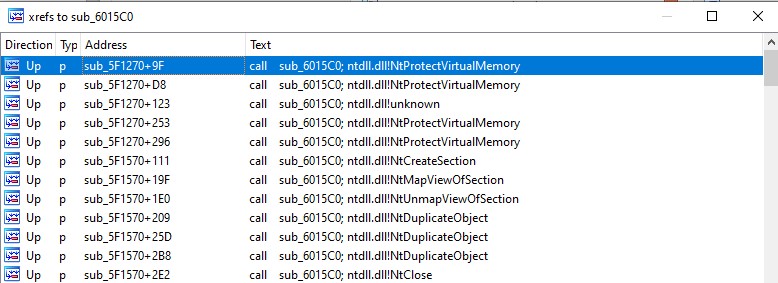 xrefs to sub_6015C0
Direction Typ Address Text
Up p sub_5F1270+9F call sub_6015C0; ntdll.dll!NtProtectVirtualMemory
Up p sub_5F1270+D8 call sub_6015C0; ntdll.dll!NtProtectVirtualMemory
Up p sub_5F1270+123 call sub_6015C0; ntdll.dll!unknown
Up p sub_5F1270+253 call sub_6015C0; ntdll.dll!NtProtectVirtualMemory
Up p sub_5F1270+296 call sub_6015C0; ntdll.dll!NtProtectVirtualMemory
Up p sub_5F1570+111 call sub_6015C0; ntdll.dll!NtCreateSection
Up p sub_5F1570+19F call sub_6015C0; ntdll.dll!NtMapViewOfSection
Up p sub_5F1570+1E0 call sub_6015C0; ntdll.dll!NtUnmapViewOfSection
Up p sub_5F1570+209 call sub_6015C0; ntdll.dll!NtDuplicateObject
Up p sub_5F1570+25D call sub_6015C0; ntdll.dll!NtDuplicateObject
Up p sub_5F1570+2B8 call sub_6015C0; ntdll.dll!NtDuplicateObject
Up p sub_5F1570+2E2 call sub_6015C0; ntdll.dll!NtClose